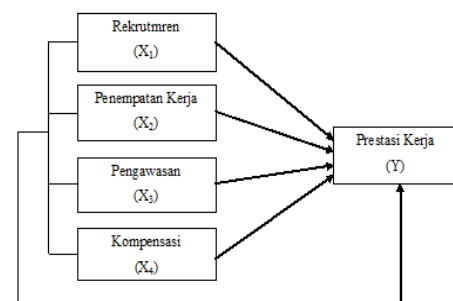 Rekrutmren
(X₁)
Penempatan Kerja
(X₂)
Pengawasan
(X₃)
Kompensasi
(X₄)
Prestasi Kerja
(Y)